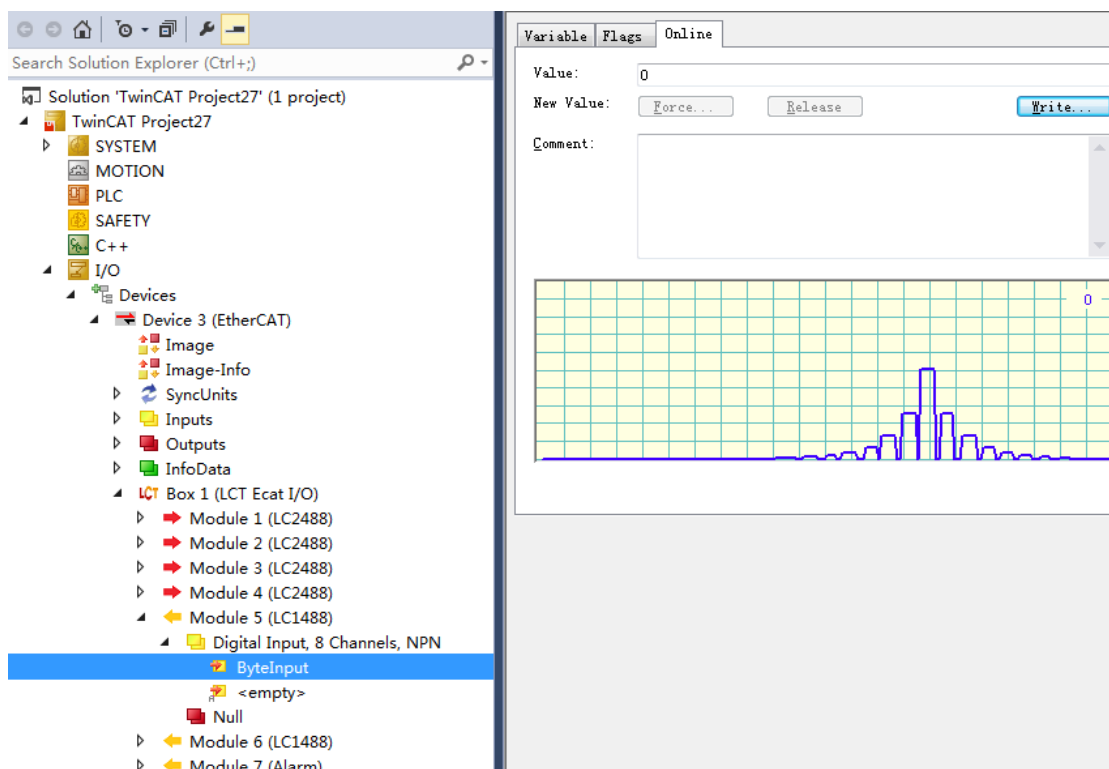 Search Solution Explorer (Ctrl+;)
Solution 'TwinCAT Project27' (1 project)
TwinCAT Project27
SYSTEM
MOTION
PLC
SAFETY
C++
I/O
Devices
Device 3 (EtherCAT)
Image
Image-Info
SyncUnits
Inputs
Outputs
InfoData
LCT Box 1 (LCT Ecat I/O)
Module 1 (LC2488)
Module 2 (LC2488)
Module 3 (LC2488)
Module 4 (LC2488)
Module 5 (LC1488)
Digital Input, 8 Channels, NPN
ByteInput
<empty>
Null
Module 6 (LC1488)
Module 7 (Alarm)
Variable Flags Online
Value: 0
New Value: Force... Release Write...
Comment:
0